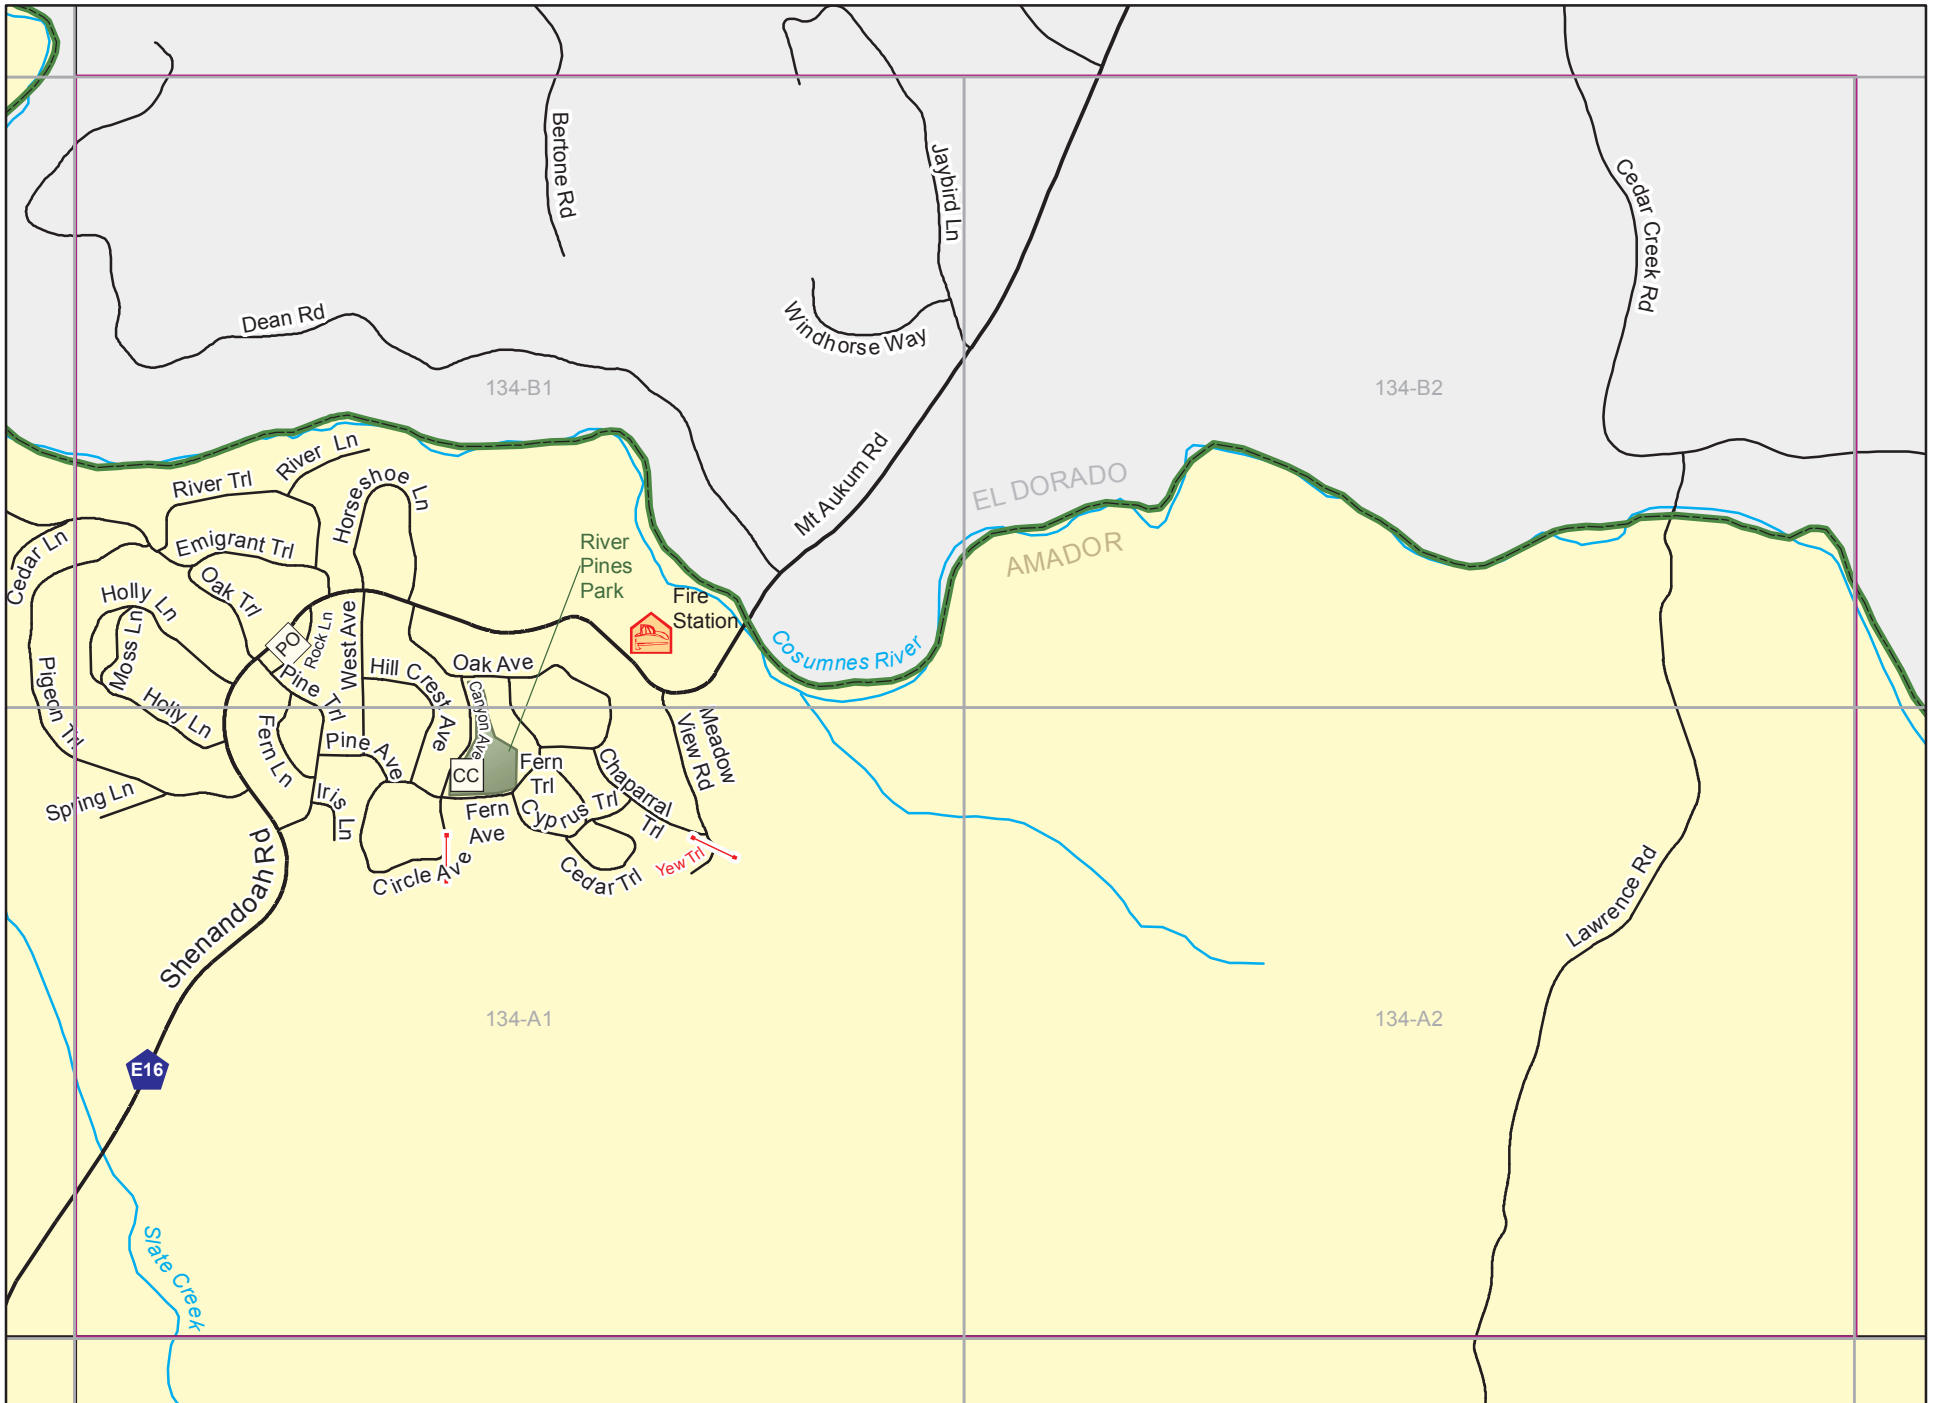 Bertone Rd
Jaybird Ln
Cedar Creek Rd
Dean Rd
Windhorse Way
134-B1
134-B2
Mt Aukum Rd
EL DORADO
AMADOR
River Ln
River Trl
Horseshoe Ln
Emigrant Trl
Cedar Ln
Oak Trl
Holly Ln
Moss Ln
River
Pines
Park
Fire
Station
PO
Rock Ln
West Ave
Cosumnes River
Pigeon Trl
Pine Trl
Hill Crest Ave
Oak Ave
Canyon Ave
Holly Ln
Fern Ln
Pine Ave
Meadow
View Rd
CC
Fern
Trl
Chaparral
Trl
Spring Ln
Iris Ln
Fern
Ave
Cyprus Trl
Circle Ave
Cedar Trl
Yew Trl
Shenandoah Rd
Lawrence Rd
134-A1
134-A2
E16
Slate Creek